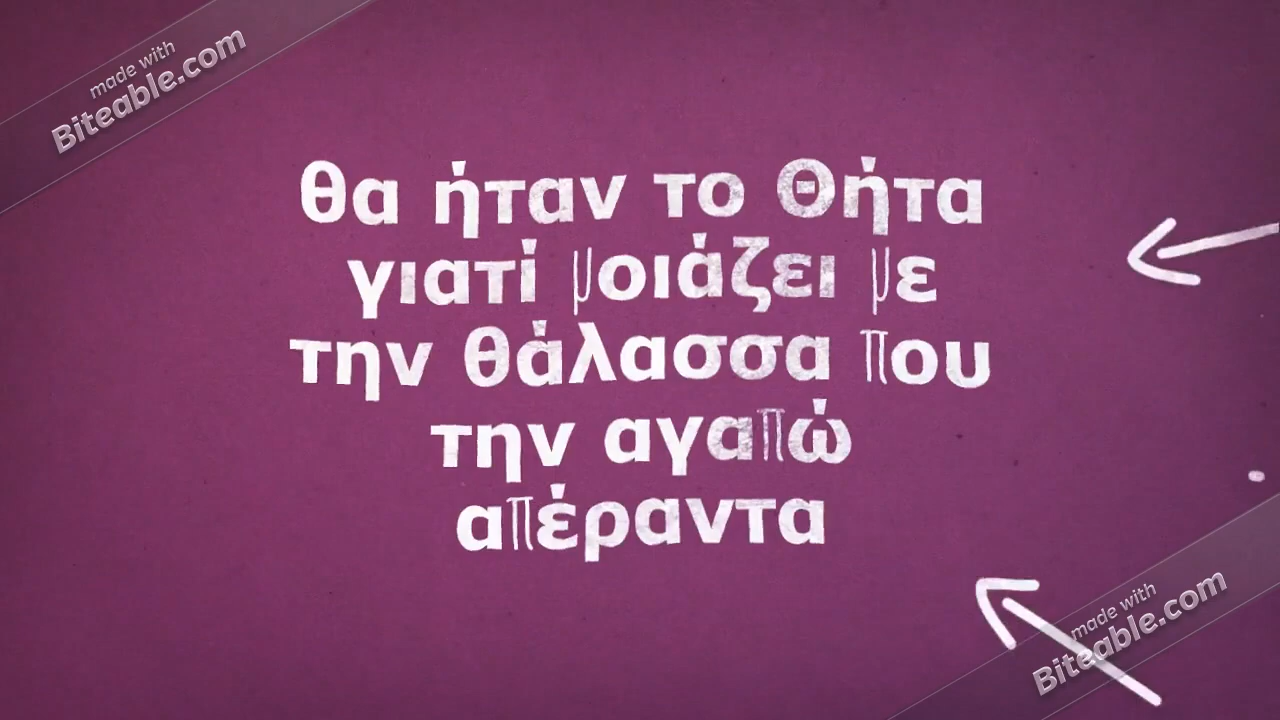 made with
Biteable.com
θα ήταν το Θήτα
γιατί μοιάζει με
την θάλασσα που
την αγαπώ
απέραντα
made with
Biteable.com